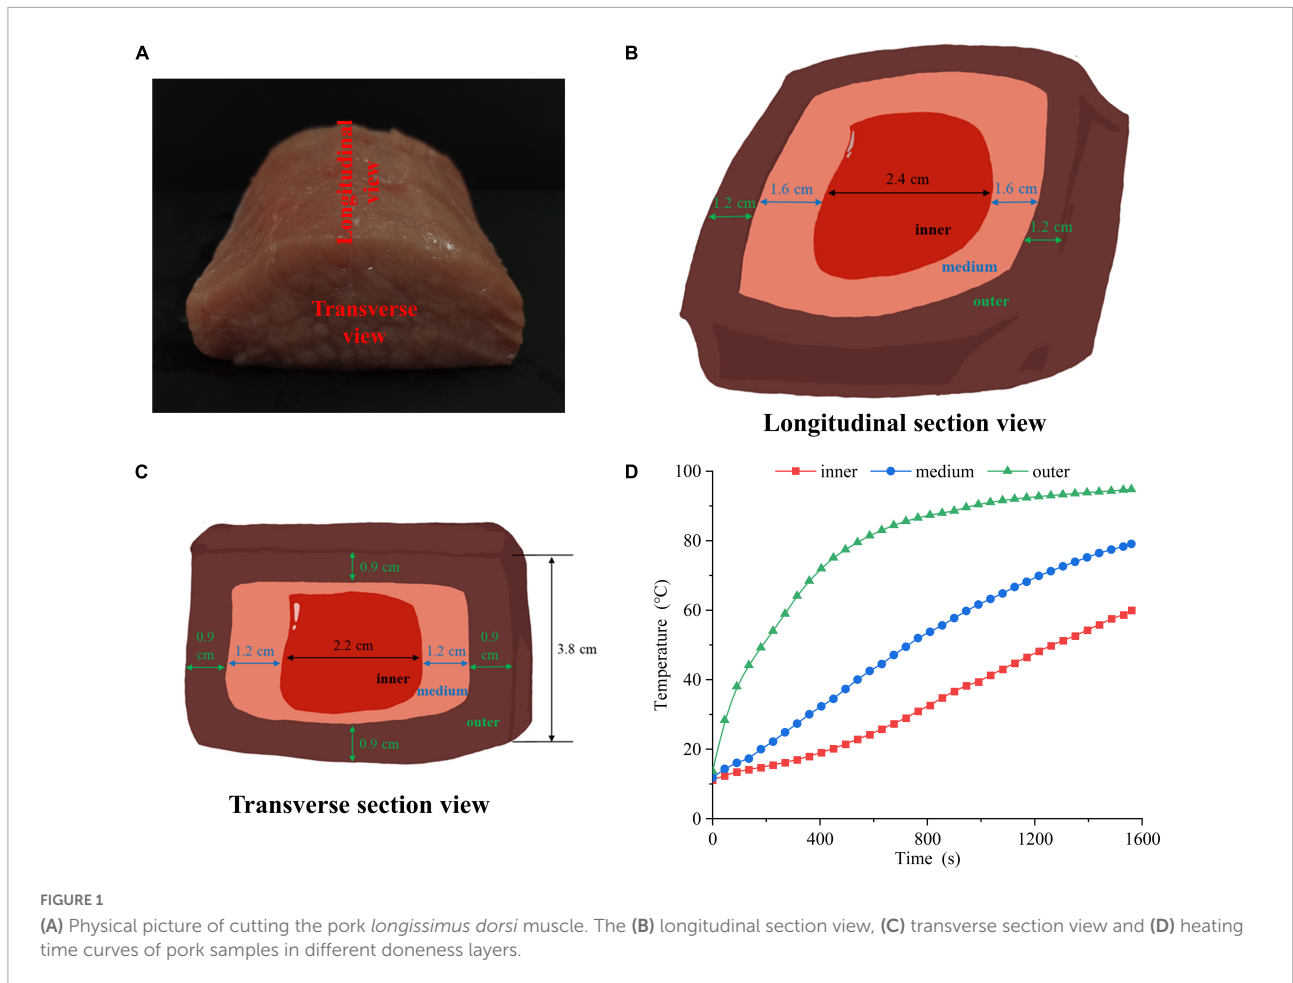 A
Longitudinal
view
Transverse
view
B
2.4 cm
1.6 cm
1.6 cm
1.2 cm
1.2 cm
inner
medium
outer
Longitudinal section view
C
0.9 cm
0.9
cm
1.2 cm
2.2 cm
1.2 cm
0.9
cm
3.8 cm
inner
medium
outer
0.9 cm
Transverse section view
D
inner
medium
outer
100
80
60
40
20
0
Temperature (℃)
0
400
800
1200
1600
Time (s)
FIGURE 1
(A) Physical picture of cutting the pork longissimus dorsi muscle. The (B) longitudinal section view, (C) transverse section view and (D) heating
time curves of pork samples in different doneness layers.